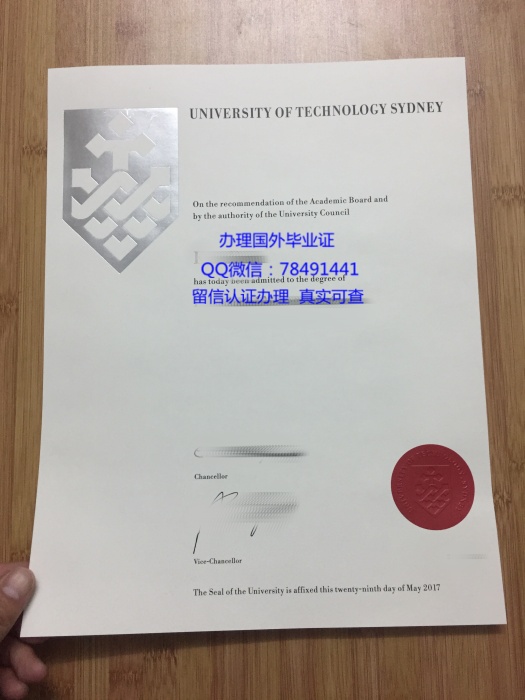 UNIVERSITY OF TECHNOLOGY SYDNEY
On the recommendation of the Academic Board and
by the authority of the University Council
办理国外毕业证
QQ微信：78491441
has today been admitted to the degree of
留信认证办理 真实可查
Chancellor
Vice-Chancellor
The Seal of the University is affixed this twenty-ninth day of May 2017